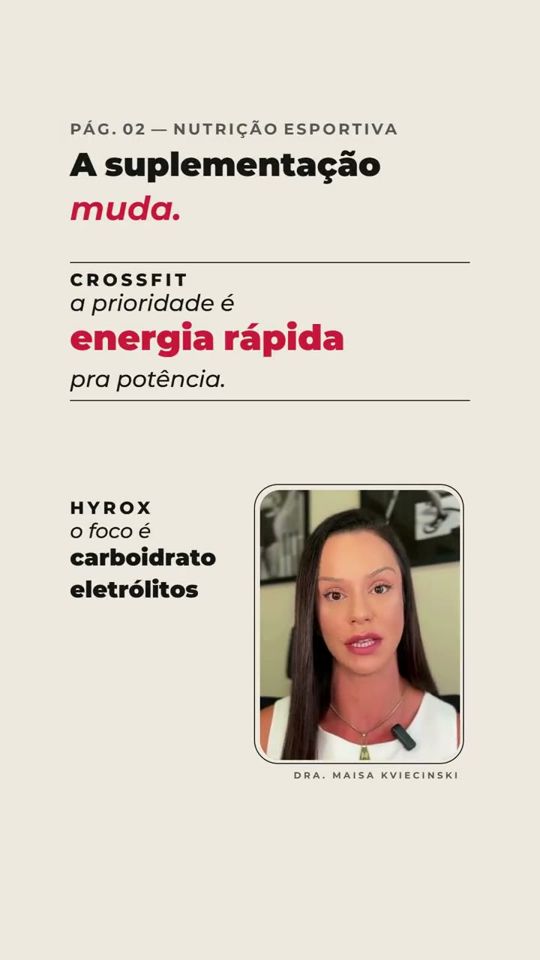 PÁG. 02 — NUTRIÇÃO ESPORTIVA
A suplementação
muda.
CROSSFIT
a prioridade é
energia rápida
pra potência.
HYROX
o foco é
carboidrato
eletrólitos
DRA. MAISA KVIECINSKI